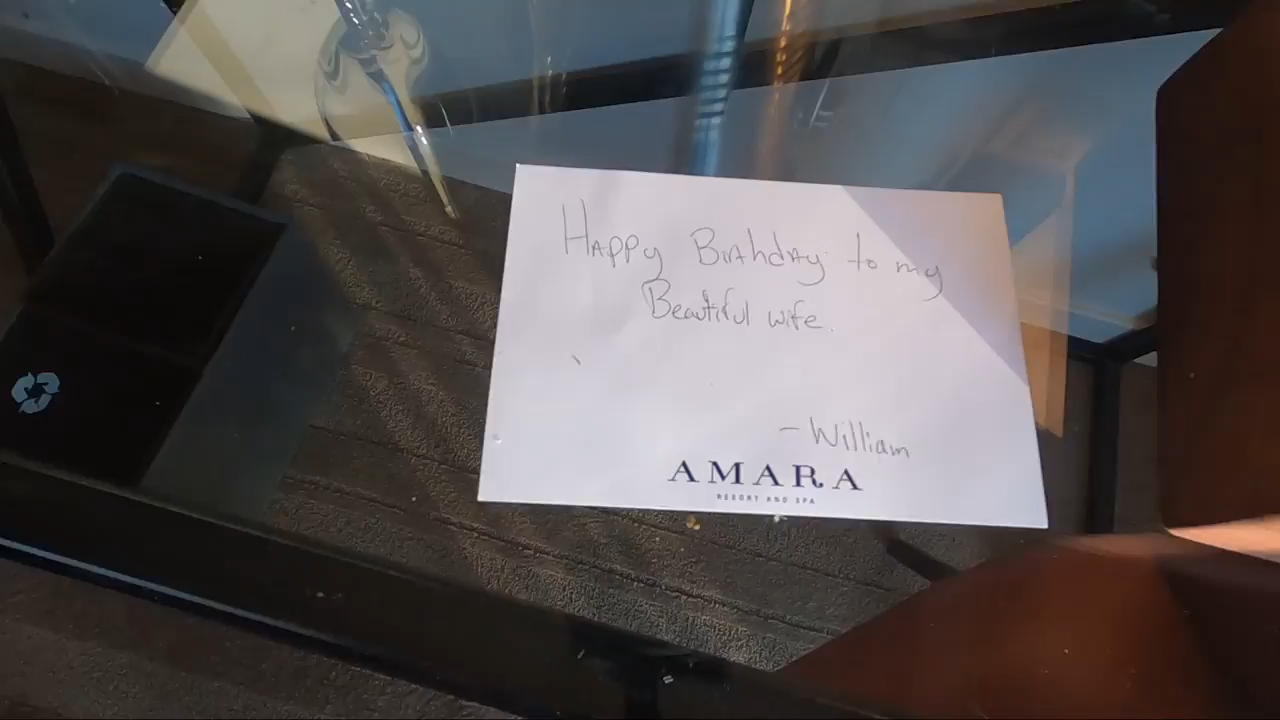 Happy Birthday to my
Beautiful wife.
- William
AMARA
RESORT AND SPA